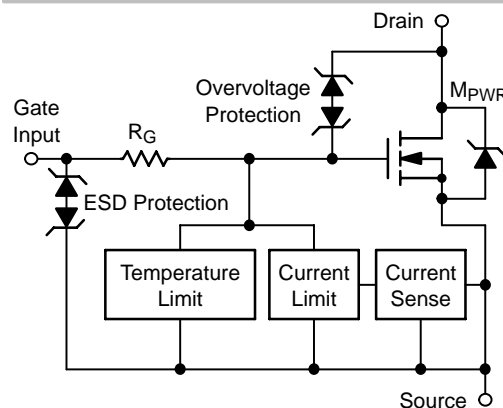 Drain
Overvoltage
Protection
MPWR
Gate
Input
RG
ESD Protection
Temperature
Limit
Current
Limit
Current
Sense
Source